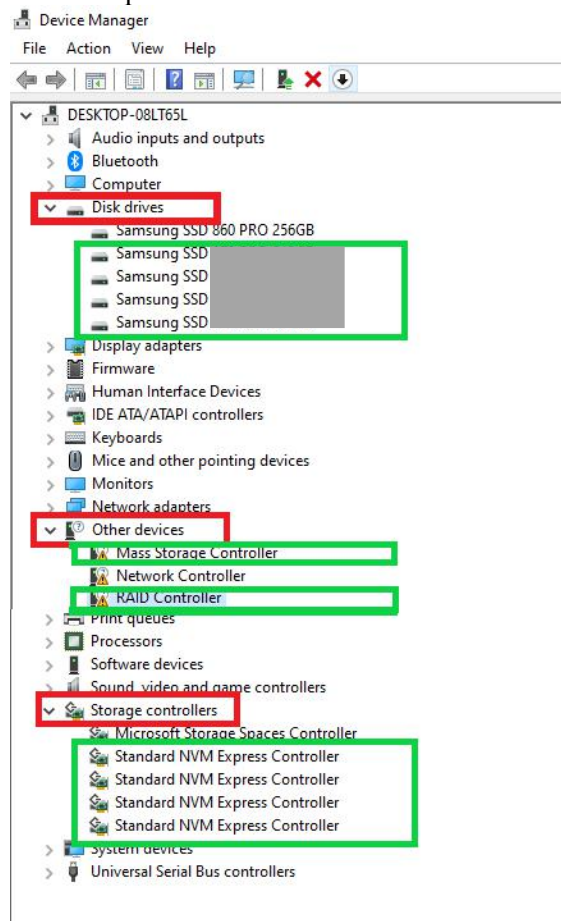 Device Manager
File Action View Help
DESKTOP-08LT65L
Audio inputs and outputs
Bluetooth
Computer
Disk drives
Samsung SSD 860 PRO 256GB
Samsung SSD
Samsung SSD
Samsung SSD
Samsung SSD
Display adapters
Firmware
Human Interface Devices
IDE ATA/ATAPI controllers
Keyboards
Mice and other pointing devices
Monitors
Network adapters
Other devices
Mass Storage Controller
Network Controller
RAID Controller
Print queues
Processors
Software devices
Sound, video and game controllers
Storage controllers
Microsoft Storage Spaces Controller
Standard NVM Express Controller
Standard NVM Express Controller
Standard NVM Express Controller
Standard NVM Express Controller
System devices
Universal Serial Bus controllers